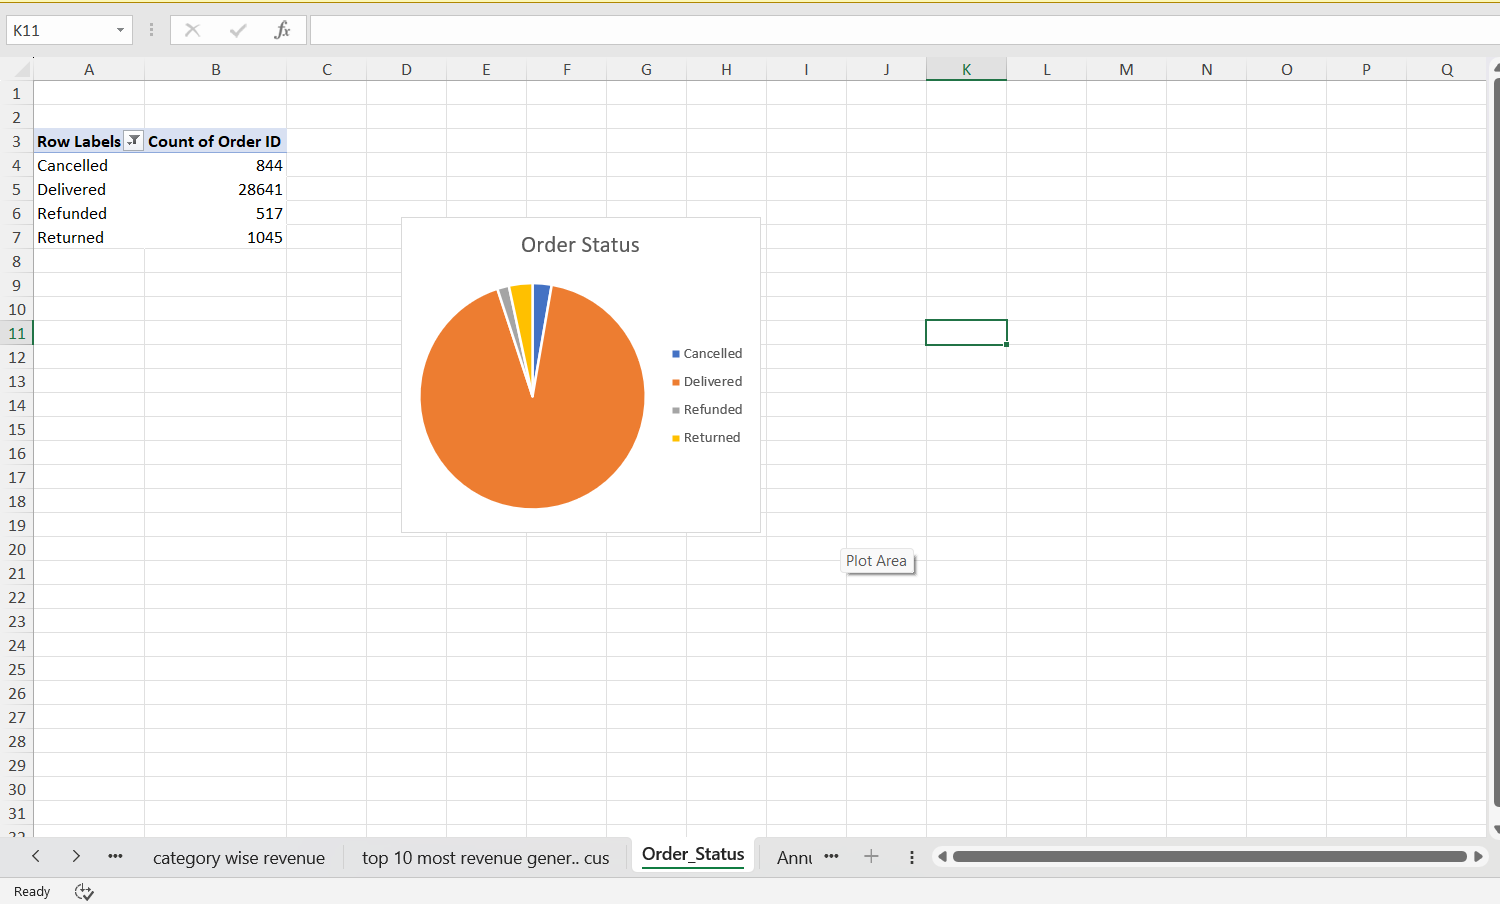 K11 fx
A B C D E F G H I J K L M N O P Q
1
2
3 Row Labels Count of Order ID
4 Cancelled 844
5 Delivered 28641
6 Refunded 517
7 Returned 1045
8
9
10
11
12
13
14
15
16
17
18
19
20
21
22
23
24
25
26
27
28
29
30
31
Order Status
Cancelled
Delivered
Refunded
Returned
Plot Area
category wise revenue top 10 most revenue gener.. cus Order_Status Annu
Ready